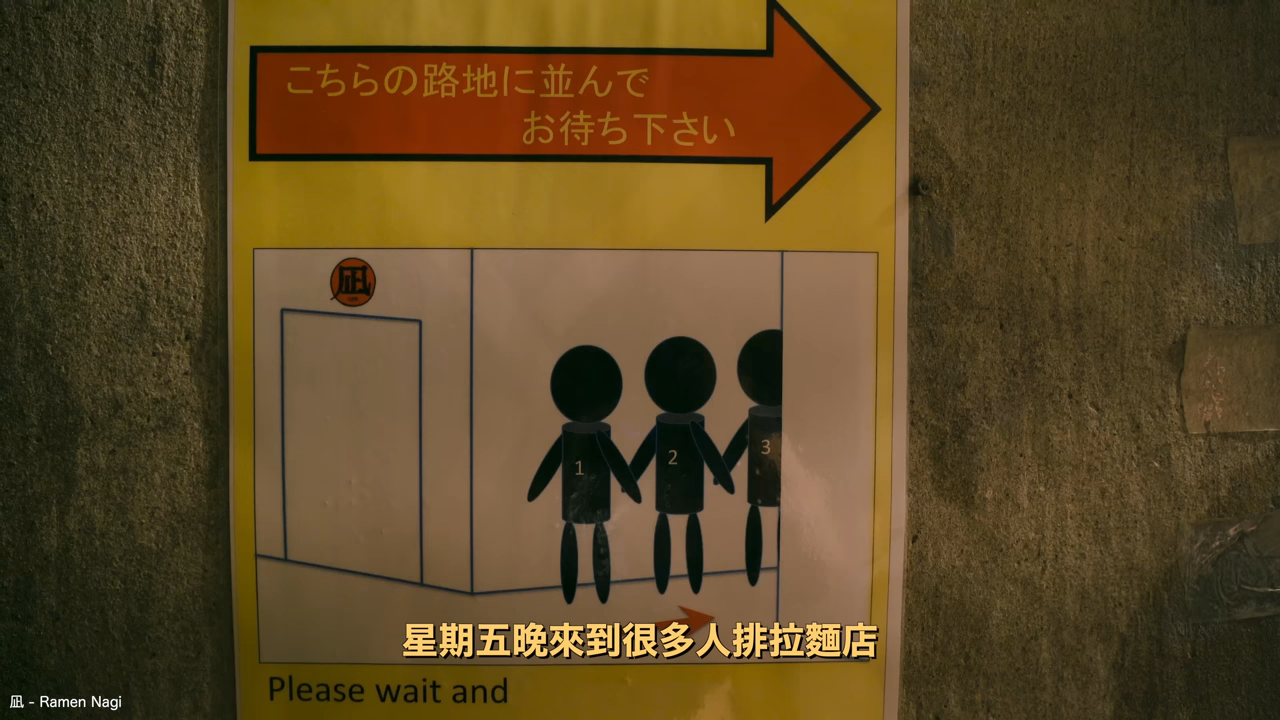 こちらの路地に並んで
お待ち下さい
凪
1
2
3
星期五晚來到很多人排拉麵店
Please wait and
凪 - Ramen Nagi